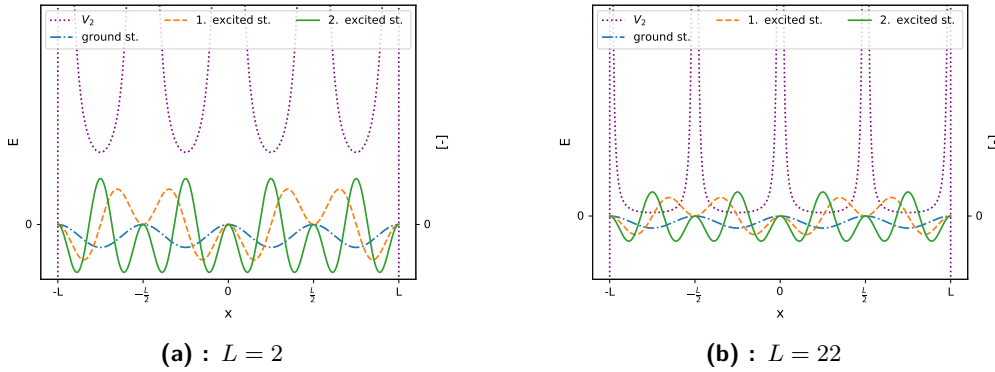 V₂ 1. excited st. 2. excited st.
ground st.
E
0
[-]
0
-L -L/2 0 L/2 L
x
(a) : L = 2
V₂ 1. excited st. 2. excited st.
ground st.
E
0
[-]
0
-L -L/2 0 L/2 L
x
(b) : L = 22